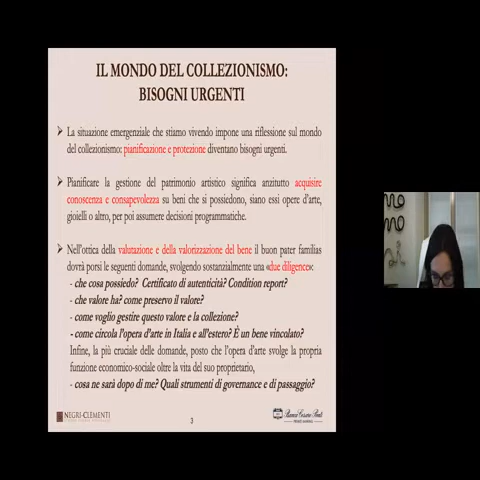 IL MONDO DEL COLLEZIONISMO:
BISOGNI URGENTI
La situazione emergenziale che stiamo vivendo impone una riflessione sul mondo
del collezionismo: pianificazione e protezione diventano bisogni urgenti.
Pianificare la gestione del patrimonio artistico significa anzitutto acquisire
conoscenza e consapevolezza su beni che si possiedono, siano essi opere d'arte,
gioielli o altro, per poi assumere decisioni programmatiche.
Nell'ottica della valutazione e della valorizzazione del bene il buon pater familias
dovrà porsi le seguenti domande, svolgendo sostanzialmente una «due diligence»:
- che cosa possiedo? Certificato di autenticità? Condition report?
- che valore ha? come preservo il valore?
- come voglio gestire questo valore e la collezione?
- come circola l'opera d'arte in Italia e all'estero? È un bene vincolato?
Infine, la più cruciale delle domande, posto che l'opera d'arte svolge la propria
funzione economico-sociale oltre la vita del suo proprietario,
- cosa ne sarà dopo di me? Quali strumenti di governance e di passaggio?
NEGRI-CLEMENTI
3
Banca Cesare Ponti